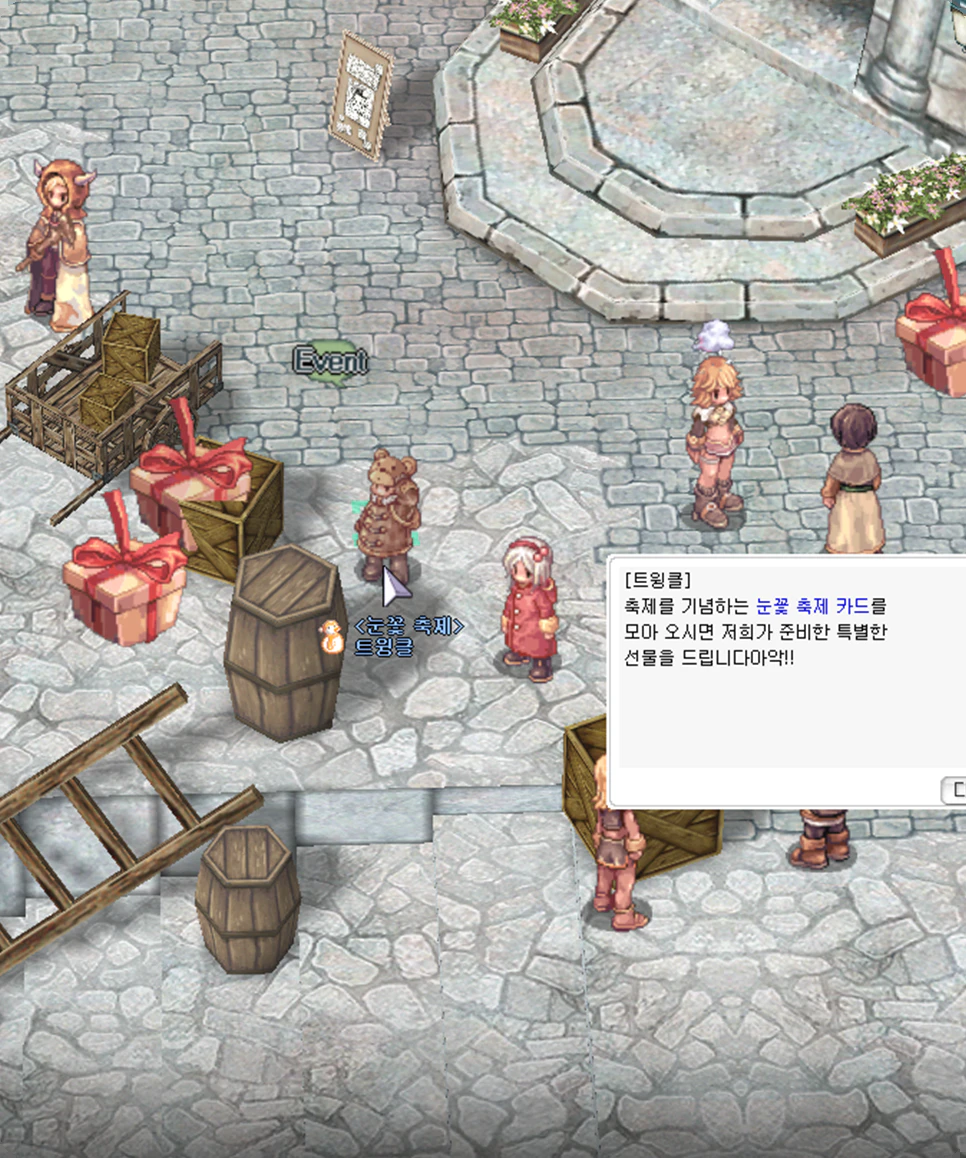 Event
<눈꽃 축제>
트윙클
[트윙클]
축제를 기념하는 눈꽃 축제 카드를
모아 오시면 저희가 준비한 특별한
선물을 드립니다아악!!